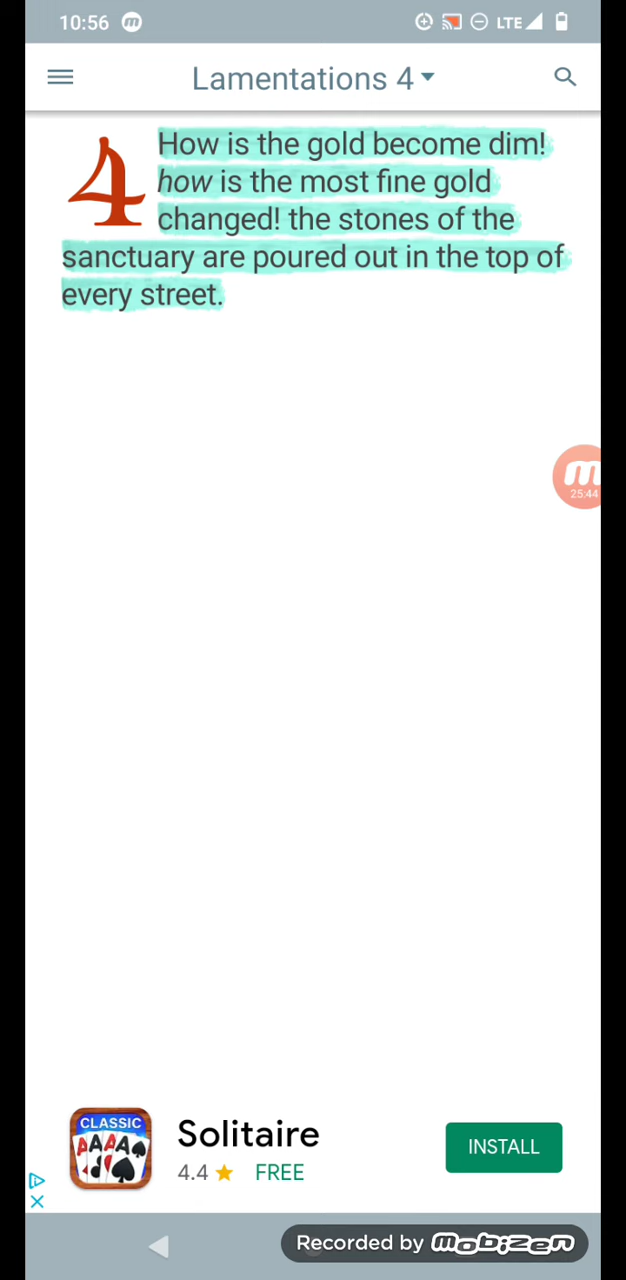 10:56 m LTE
Lamentations 4
4 How is the gold become dim!
how is the most fine gold
changed! the stones of the
sanctuary are poured out in the top of
every street.
m
25:44
CLASSIC
A A A A
Solitaire
4.4 FREE
INSTALL
Recorded by mobizen